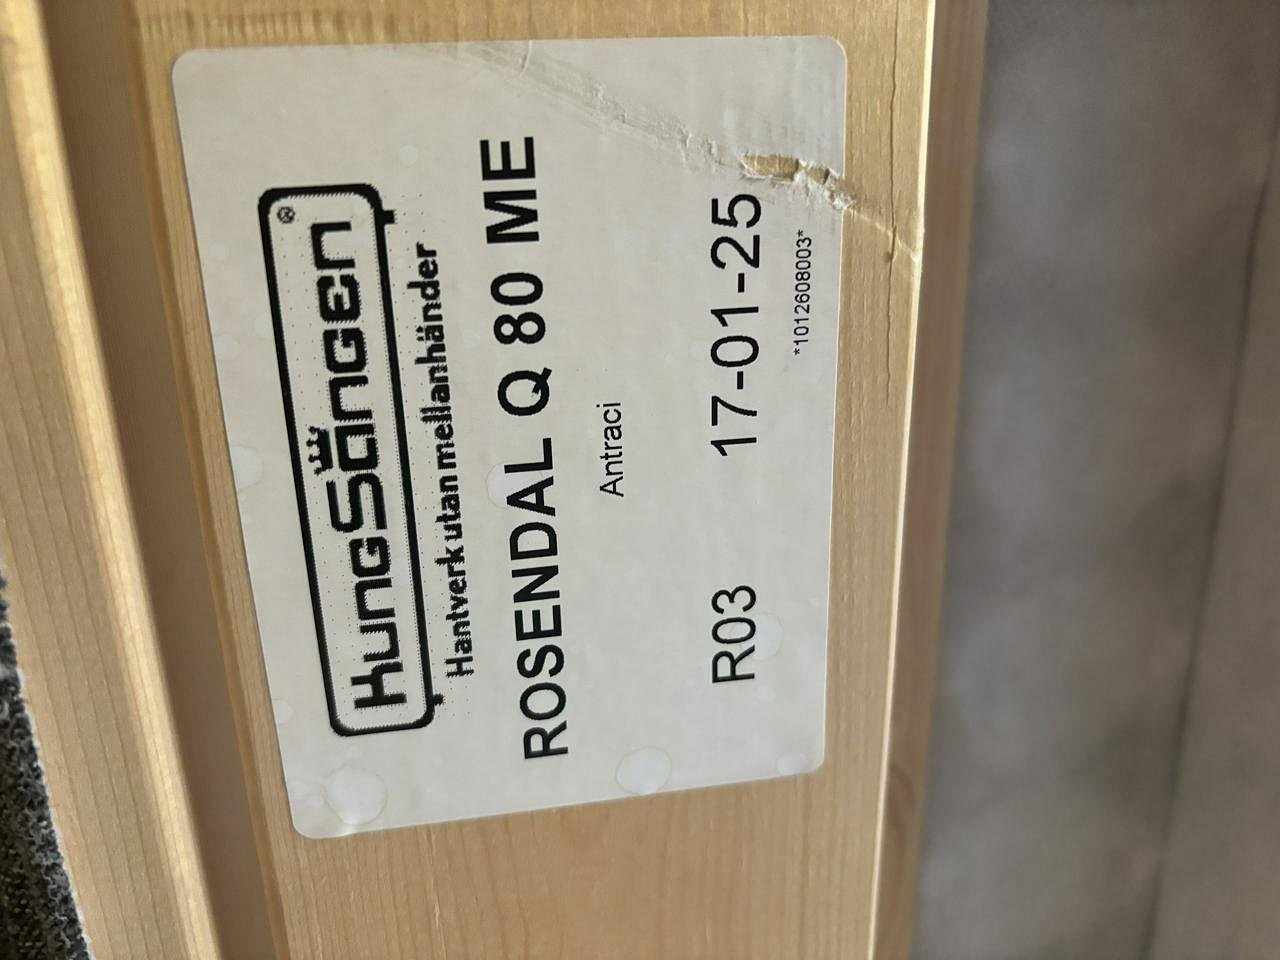 KungSängen®
Hantverk utan mellanhänder
ROSENDAL Q 80 ME
Antraci
R03 17-01-25
*1012608003*